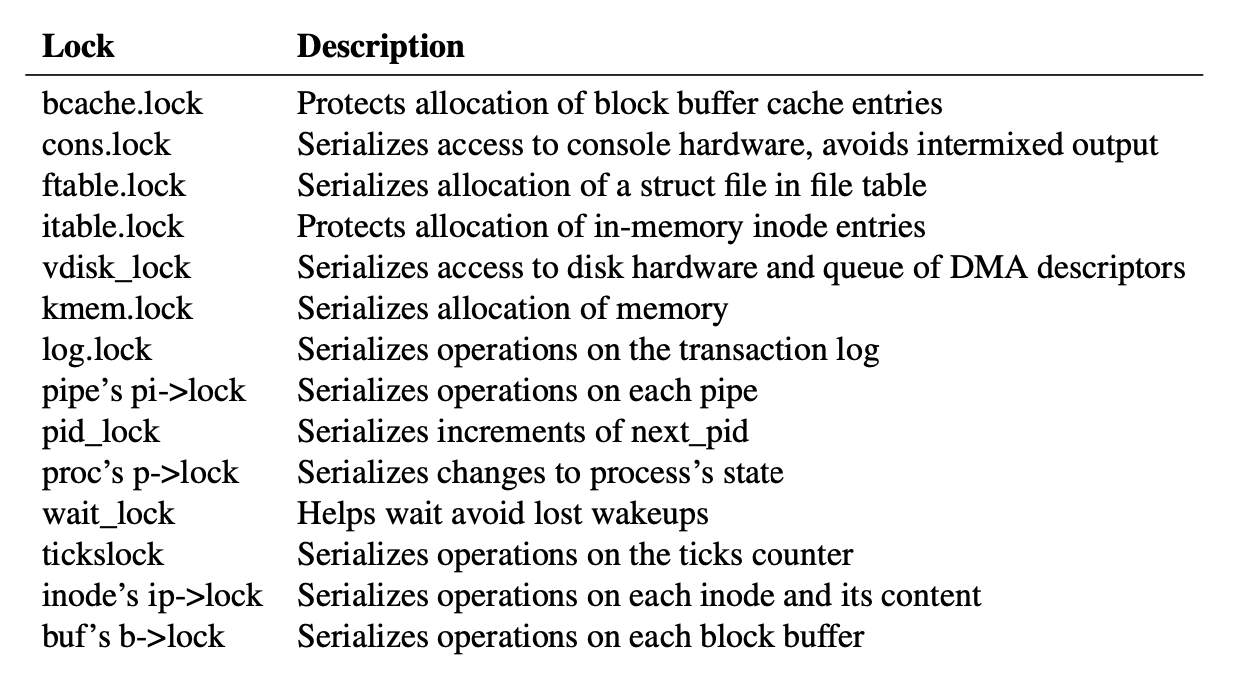 Lock Description
bcache.lock Protects allocation of block buffer cache entries
cons.lock Serializes access to console hardware, avoids intermixed output
ftable.lock Serializes allocation of a struct file in file table
itable.lock Protects allocation of in-memory inode entries
vdisk_lock Serializes access to disk hardware and queue of DMA descriptors
kmem.lock Serializes allocation of memory
log.lock Serializes operations on the transaction log
pipe’s pi->lock Serializes operations on each pipe
pid_lock Serializes increments of next_pid
proc’s p->lock Serializes changes to process’s state
wait_lock Helps wait avoid lost wakeups
tickslock Serializes operations on the ticks counter
inode’s ip->lock Serializes operations on each inode and its content
buf’s b->lock Serializes operations on each block buffer